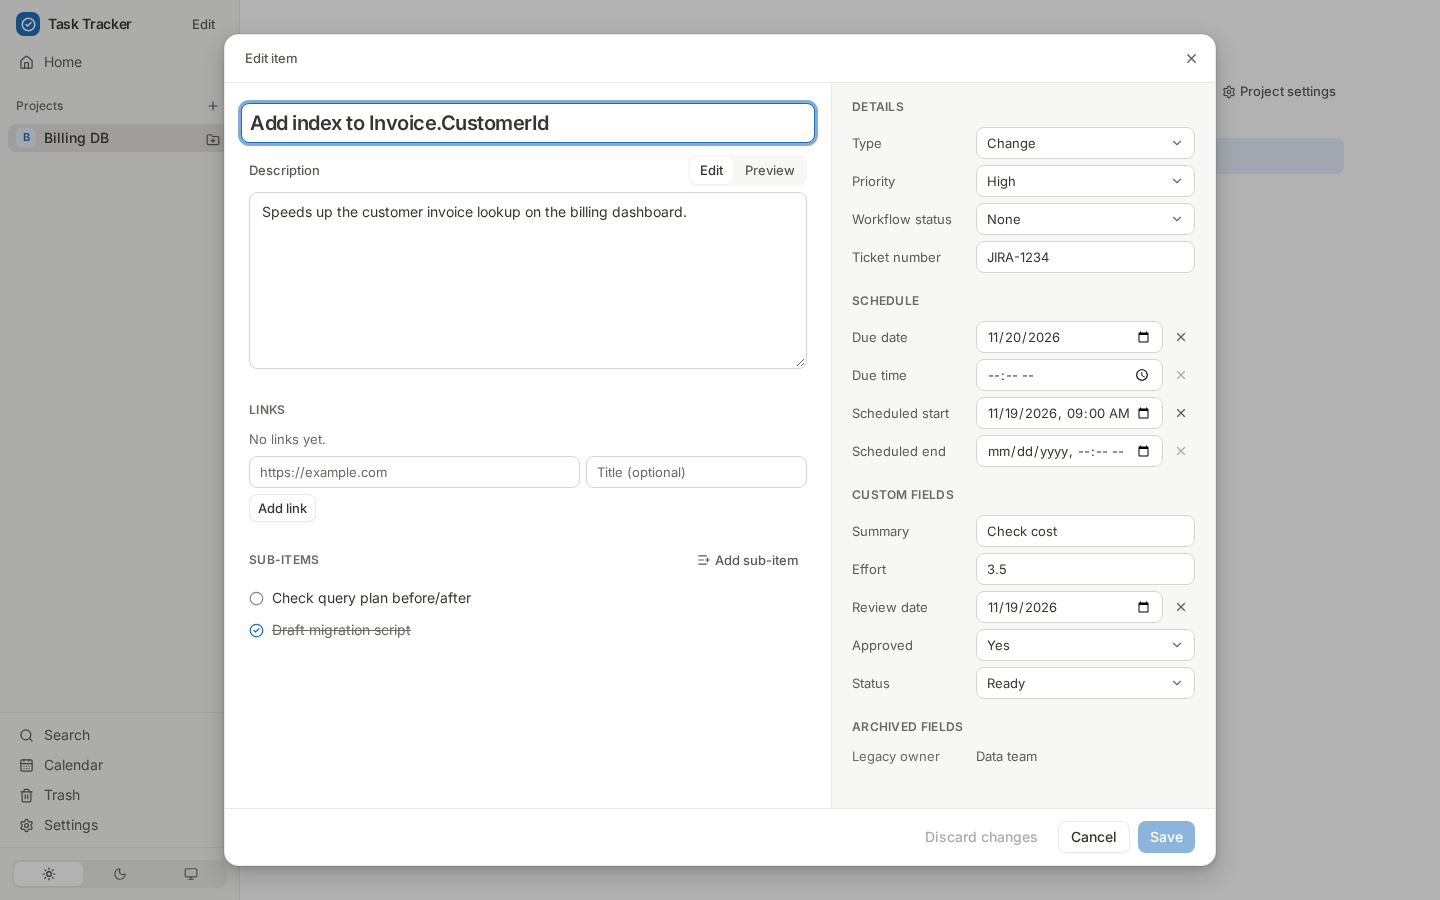 Task Tracker
Edit
Home
Projects
B Billing DB
Search
Calendar
Trash
Settings
Project settings
Edit item
Add index to Invoice.CustomerId
Description
Edit Preview
Speeds up the customer invoice lookup on the billing dashboard.
LINKS
No links yet.
https://example.com
Title (optional)
Add link
SUB-ITEMS
Add sub-item
Check query plan before/after
Draft migration script
DETAILS
Type Change
Priority High
Workflow status None
Ticket number JIRA-1234
SCHEDULE
Due date 11/20/2026
Due time --:-- --
Scheduled start 11/19/2026, 09:00 AM
Scheduled end mm/dd/yyyy, --:-- --
CUSTOM FIELDS
Summary Check cost
Effort 3.5
Review date 11/19/2026
Approved Yes
Status Ready
ARCHIVED FIELDS
Legacy owner Data team
Discard changes Cancel Save